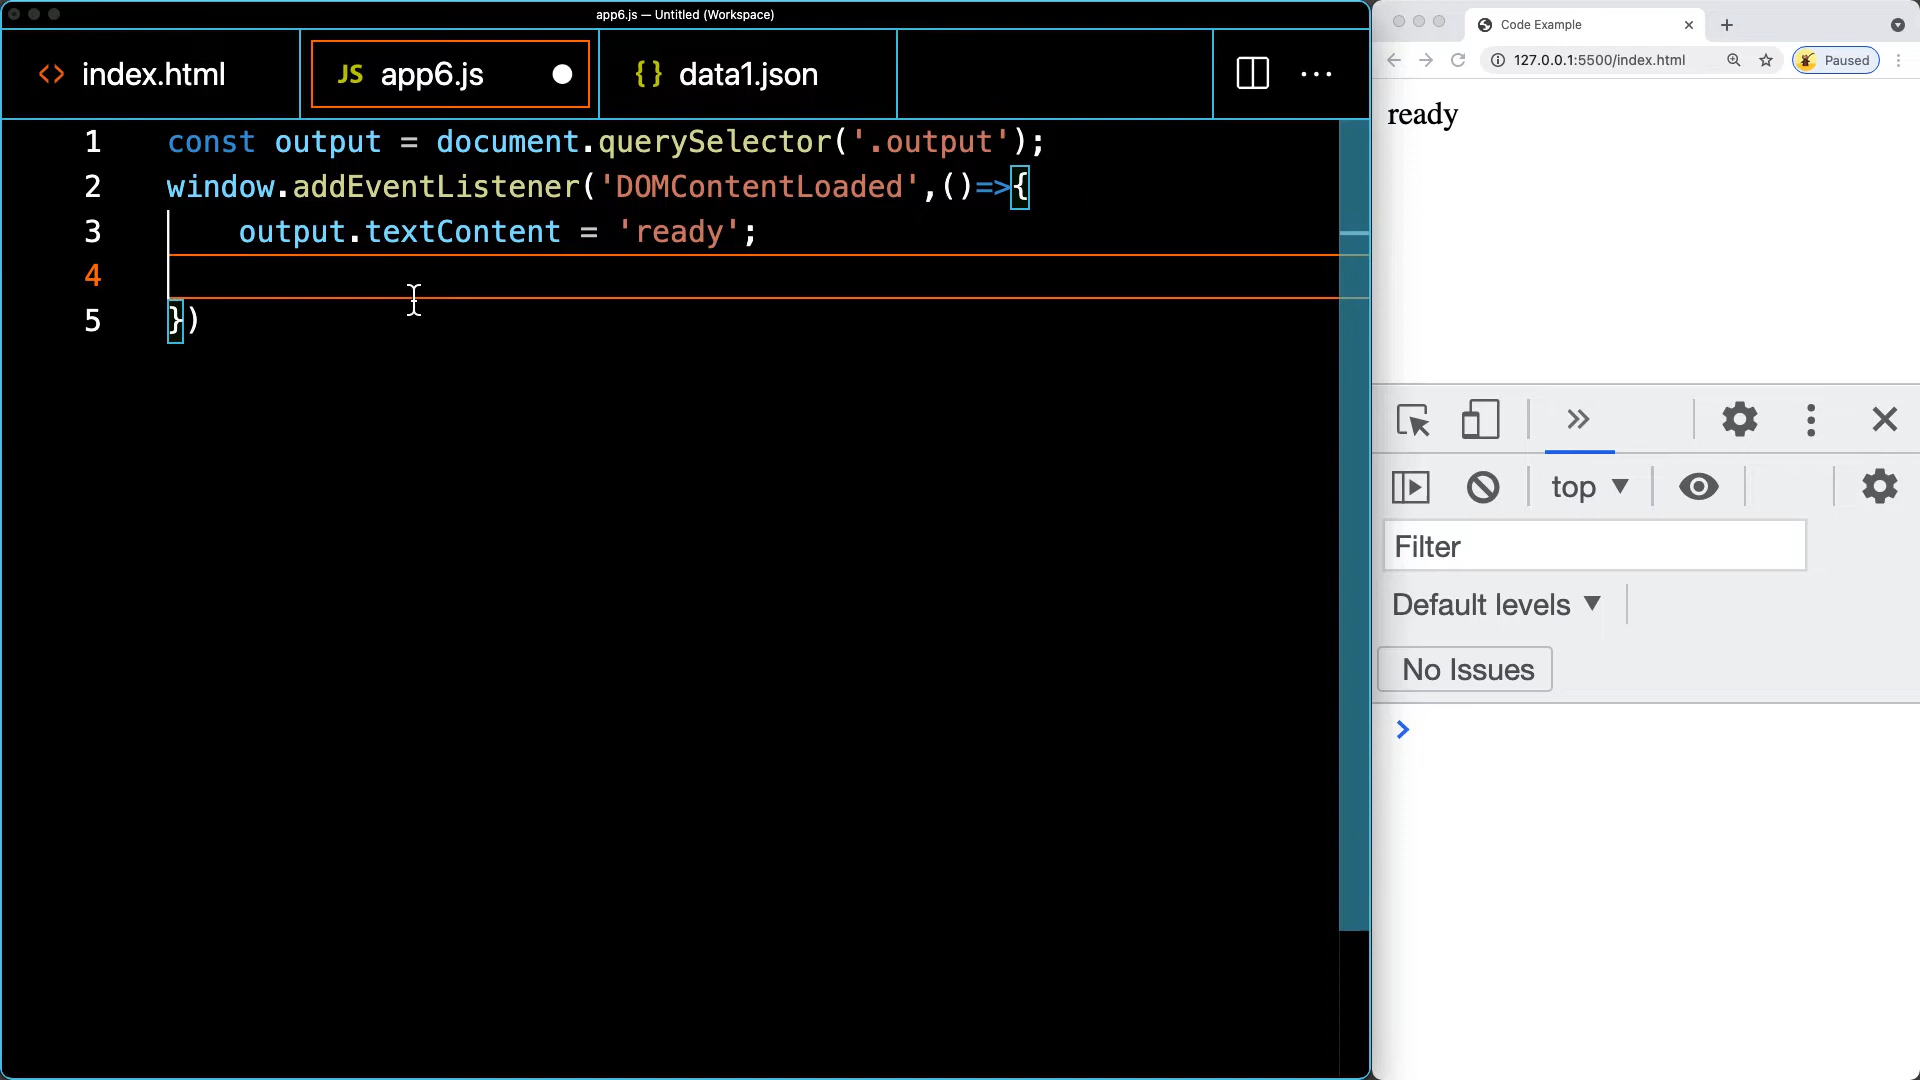 app6.js — Untitled (Workspace)
<> index.html
JS app6.js
{} data1.json
...
1 const output = document.querySelector('.output');
2 window.addEventListener('DOMContentLoaded',()=>{
3 output.textContent = 'ready';
4
5 })
Code Example
127.0.0.1:5500/index.html
Paused
ready
top
Filter
Default levels
No Issues